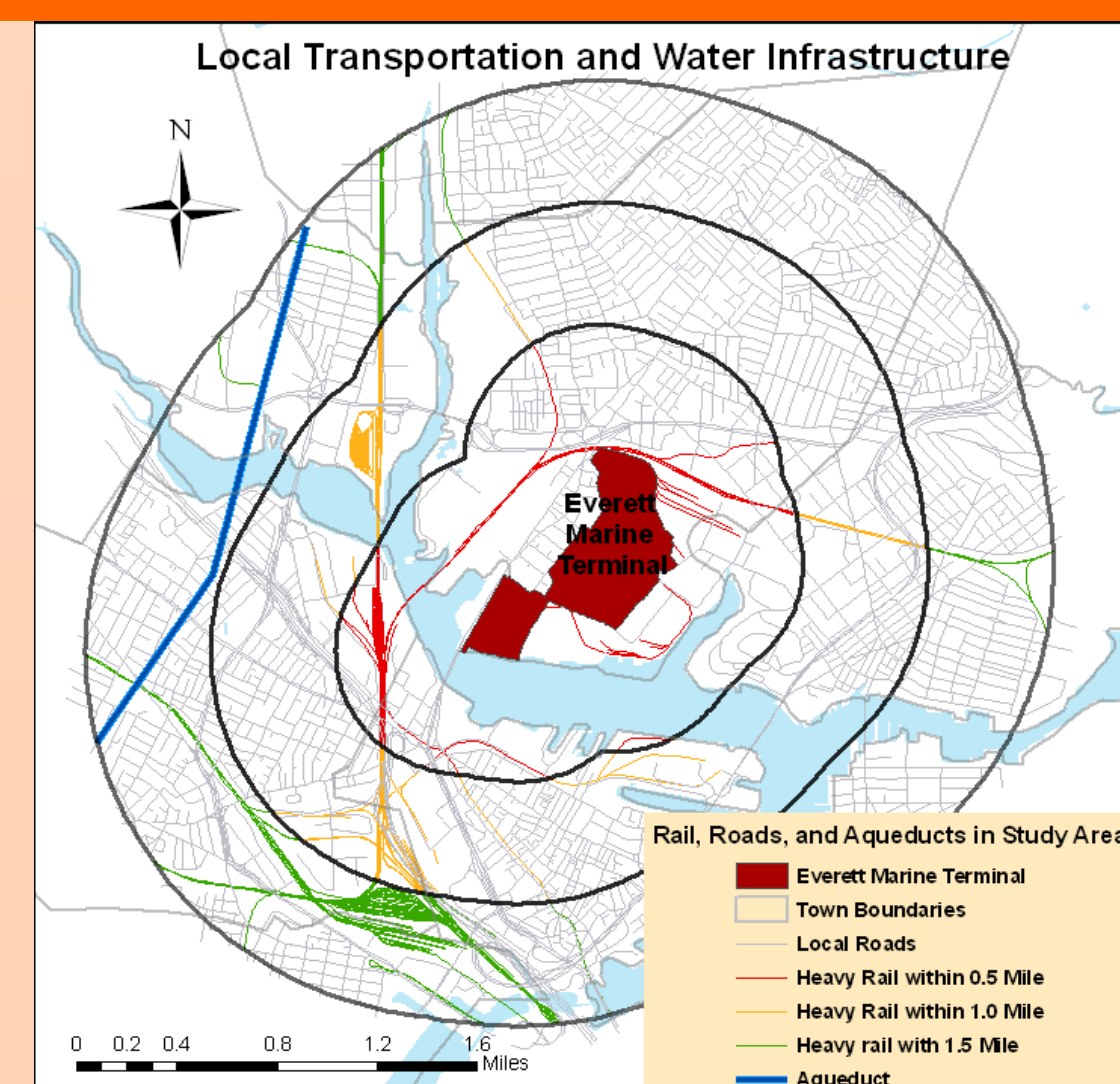 Local Transportation and Water Infrastructure
N
Everett
Marine
Terminal
Rail, Roads, and Aqueducts in Study Area
Everett Marine Terminal
Town Boundaries
Local Roads
Heavy Rail within 0.5 Mile
Heavy Rail within 1.0 Mile
Heavy rail with 1.5 Mile
Aqueduct
0 0.2 0.4 0.8 1.2 1.6
Miles